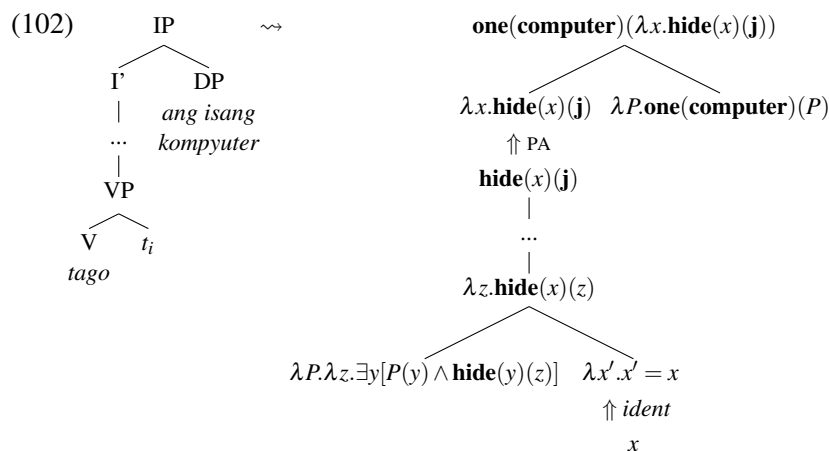 (102) IP ⇝ one(computer)(λx.hide(x)(j))
I' DP λx.hide(x)(j) λP.one(computer)(P)
ang isang
kompyuter
⇑ PA
... hide(x)(j)
VP ...
V tᵢ
tago
λz.hide(x)(z)
λP.λz.∃y[P(y) ∧ hide(y)(z)] λx′.x′ = x
⇑ ident
x